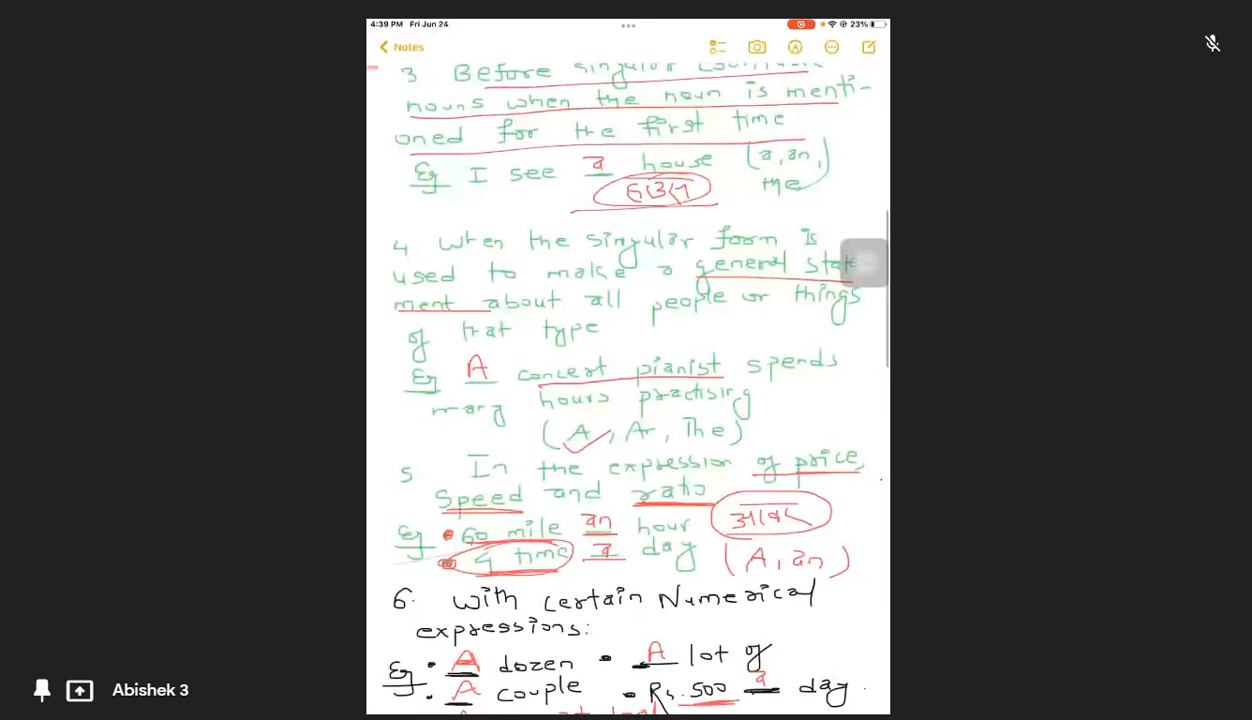 4:39 PM Fri Jun 24
23%
Notes
3 Before singular countable
nouns when the noun is menti-
oned for the first time
Eg I see a house (a, an,
the)
4. When the singular form is
used to make a general state
ment about all people or things
of that type
Eg A concert pianist spends
many hours practising
(A, An, The)
5 In the expression of price,
speed and ratio
Eg • 60 mile an hour
• 4 time a day (A, an)
6. With certain Numerical
expressions:
Eg • A dozen • A lot of
• A couple • Rs. 500 a day
Abishek 3